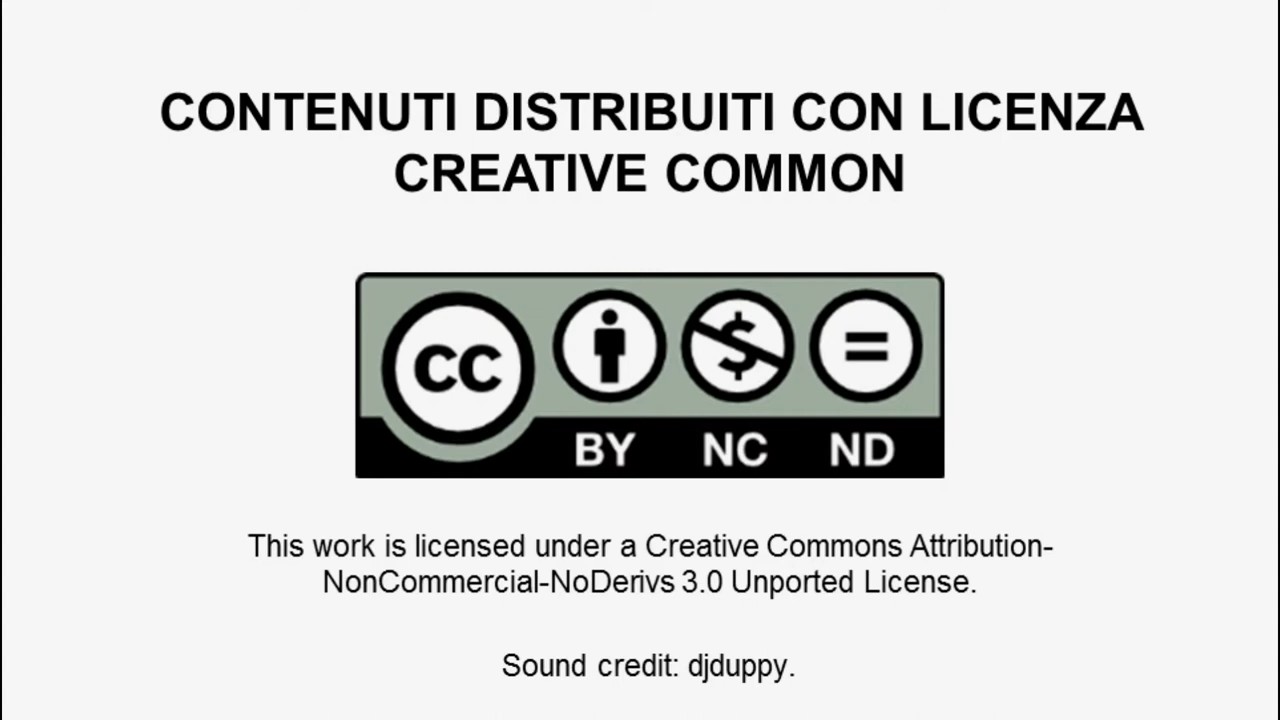 CONTENUTI DISTRIBUITI CON LICENZA
CREATIVE COMMON
CC
BY NC ND
This work is licensed under a Creative Commons Attribution-
NonCommercial-NoDerivs 3.0 Unported License.
Sound credit: djduppy.